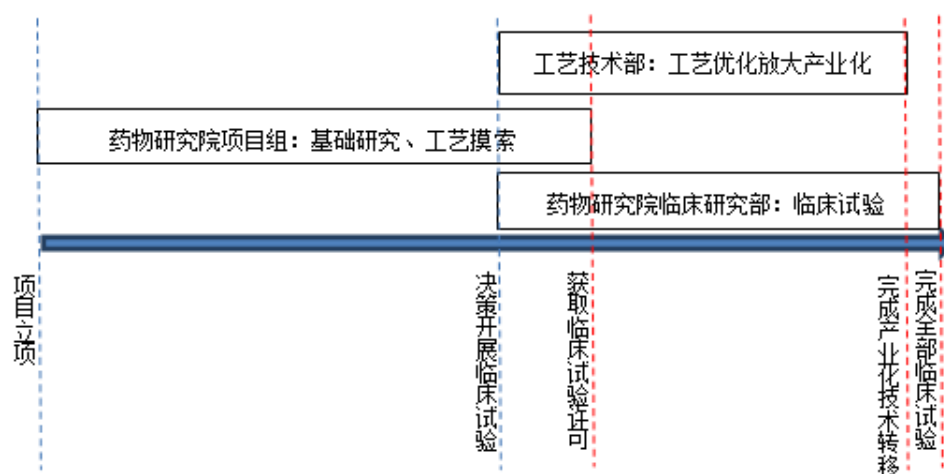 工艺技术部：工艺优化放大产业化
药物研究院项目组：基础研究、工艺摸索
药物研究院临床研究部：临床试验
项目立项
决策开展临床试验
获取临床试验许可
完成产业化技术转移
完成全部临床试验